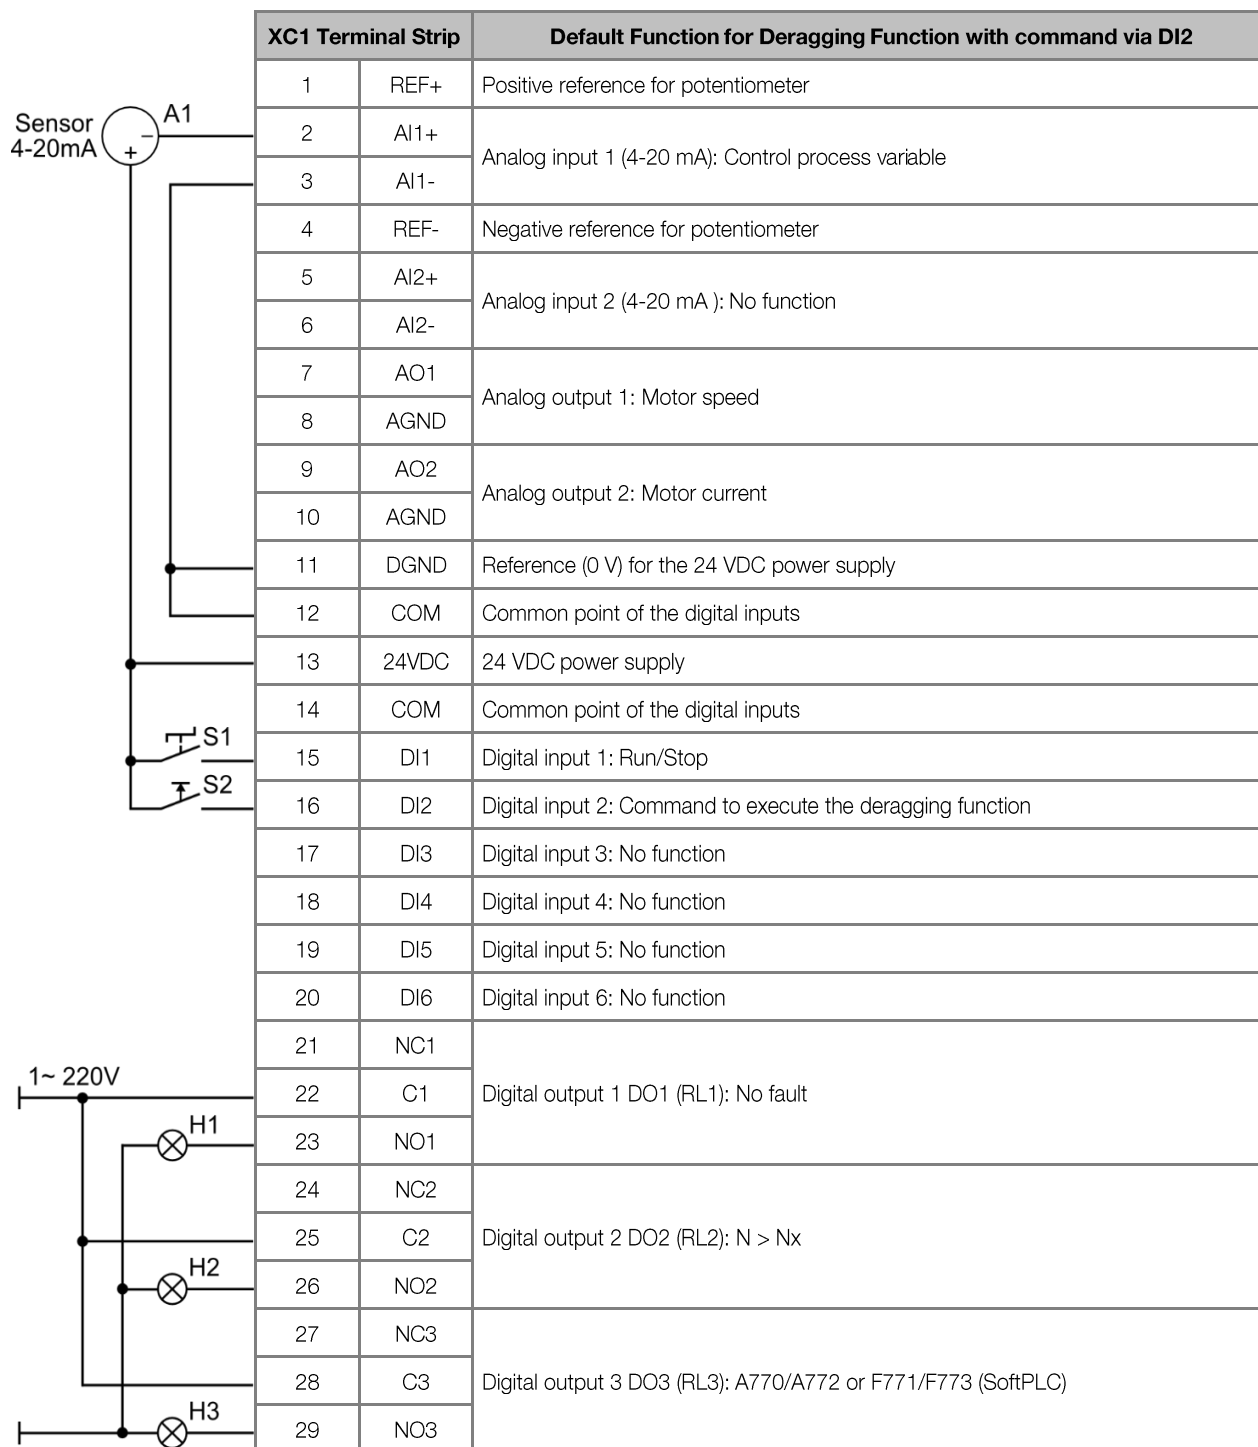 XC1 Terminal Strip Default Function for Deragging Function with command via DI2
1 REF+ Positive reference for potentiometer
Sensor 4-20mA A1 + −
2 AI1+ Analog input 1 (4-20 mA): Control process variable
3 AI1-
4 REF- Negative reference for potentiometer
5 AI2+ Analog input 2 (4-20 mA ): No function
6 AI2-
7 AO1 Analog output 1: Motor speed
8 AGND
9 AO2 Analog output 2: Motor current
10 AGND
11 DGND Reference (0 V) for the 24 VDC power supply
12 COM Common point of the digital inputs
13 24VDC 24 VDC power supply
14 COM Common point of the digital inputs
S1 15 DI1 Digital input 1: Run/Stop
S2 16 DI2 Digital input 2: Command to execute the deragging function
17 DI3 Digital input 3: No function
18 DI4 Digital input 4: No function
19 DI5 Digital input 5: No function
20 DI6 Digital input 6: No function
21 NC1
1~ 220V 22 C1 Digital output 1 DO1 (RL1): No fault
H1 23 NO1
24 NC2
25 C2 Digital output 2 DO2 (RL2): N > Nx
H2 26 NO2
27 NC3
28 C3 Digital output 3 DO3 (RL3): A770/A772 or F771/F773 (SoftPLC)
H3 29 NO3